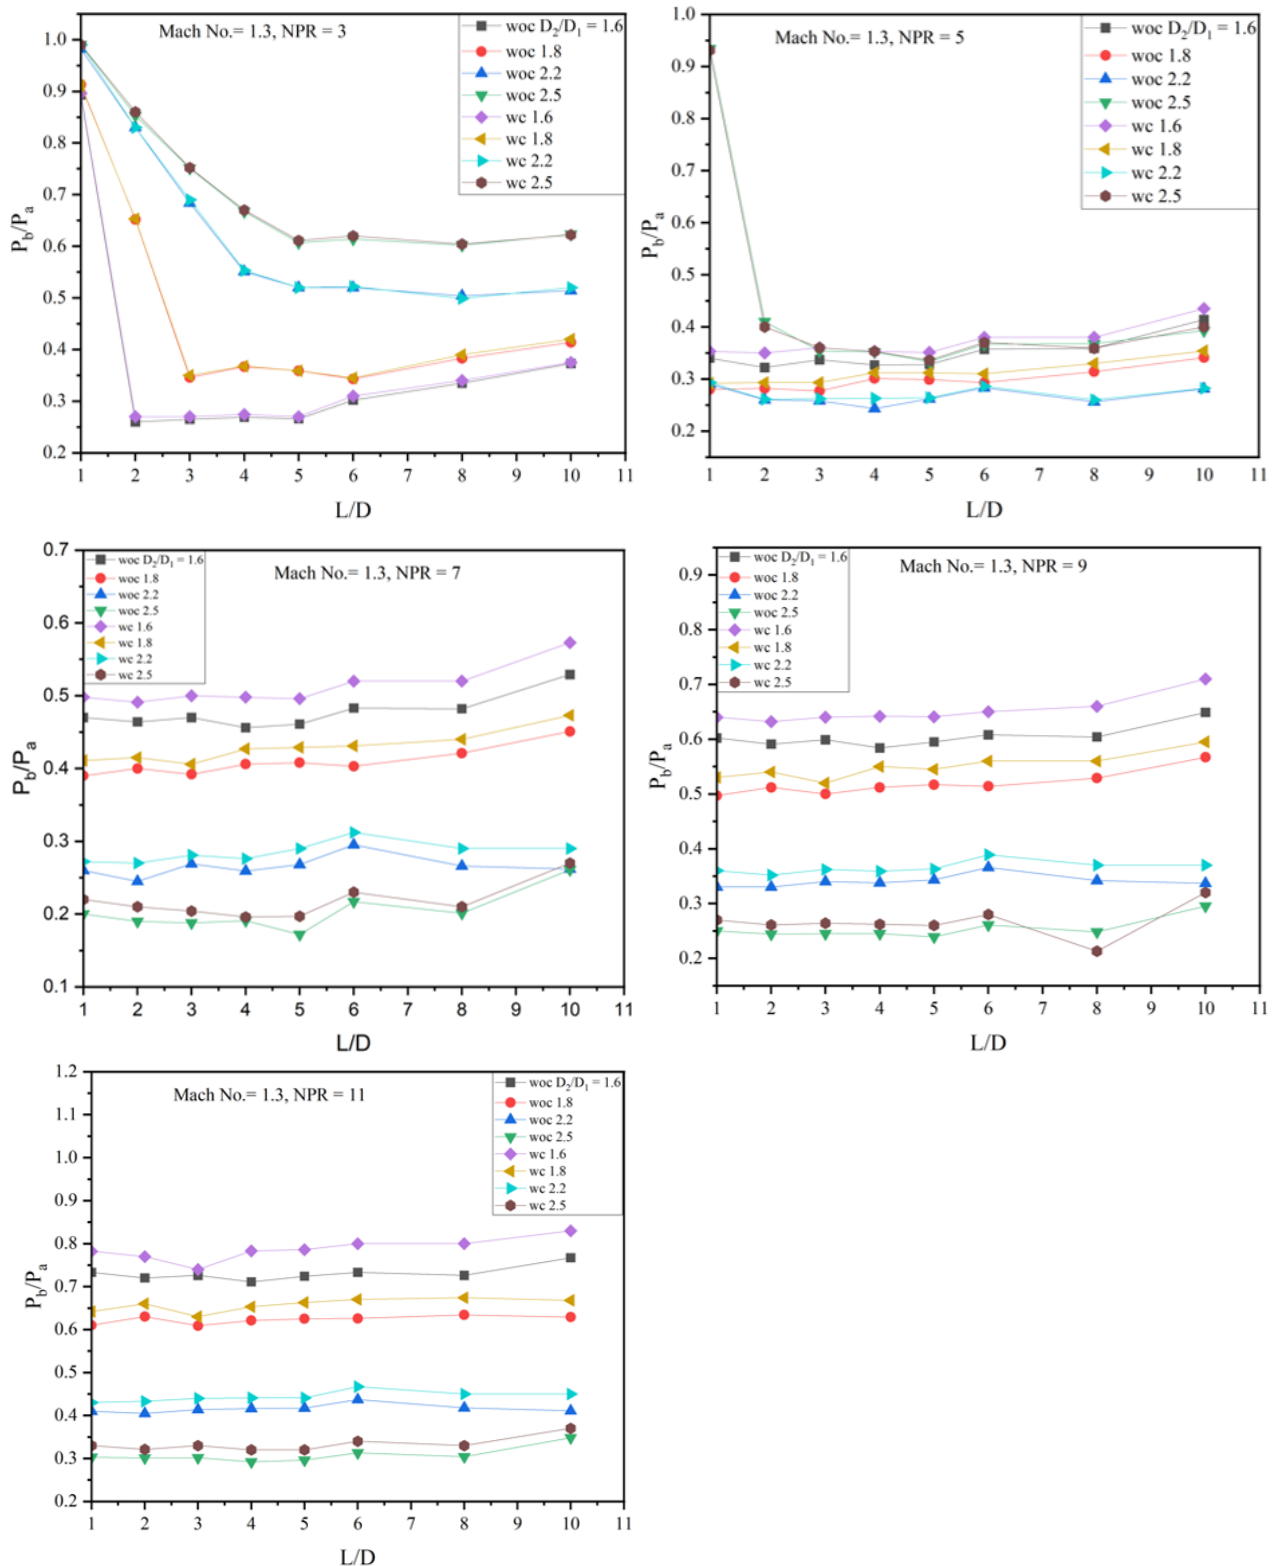 Mach No.= 1.3, NPR = 3
woc D₂/D₁ = 1.6
woc 1.8
woc 2.2
woc 2.5
wc 1.6
wc 1.8
wc 2.2
wc 2.5
1.0
0.9
0.8
0.7
0.6
0.5
0.4
0.3
0.2
P_b/P_a
1 2 3 4 5 6 7 8 9 10 11
L/D
Mach No.= 1.3, NPR = 5
woc D₂/D₁ = 1.6
woc 1.8
woc 2.2
woc 2.5
wc 1.6
wc 1.8
wc 2.2
wc 2.5
1.0
0.9
0.8
0.7
0.6
0.5
0.4
0.3
0.2
P_b/P_a
1 2 3 4 5 6 7 8 9 10 11
L/D
Mach No.= 1.3, NPR = 7
woc D₂/D₁ = 1.6
woc 1.8
woc 2.2
woc 2.5
wc 1.6
wc 1.8
wc 2.2
wc 2.5
0.7
0.6
0.5
0.4
0.3
0.2
0.1
P_b/P_a
1 2 3 4 5 6 7 8 9 10 11
L/D
Mach No.= 1.3, NPR = 9
woc D₂/D₁ = 1.6
woc 1.8
woc 2.2
woc 2.5
wc 1.6
wc 1.8
wc 2.2
wc 2.5
0.9
0.8
0.7
0.6
0.5
0.4
0.3
0.2
P_b/P_a
1 2 3 4 5 6 7 8 9 10 11
L/D
Mach No.= 1.3, NPR = 11
woc D₂/D₁ = 1.6
woc 1.8
woc 2.2
woc 2.5
wc 1.6
wc 1.8
wc 2.2
wc 2.5
1.2
1.1
1.0
0.9
0.8
0.7
0.6
0.5
0.4
0.3
0.2
P_b/P_a
1 2 3 4 5 6 7 8 9 10 11
L/D